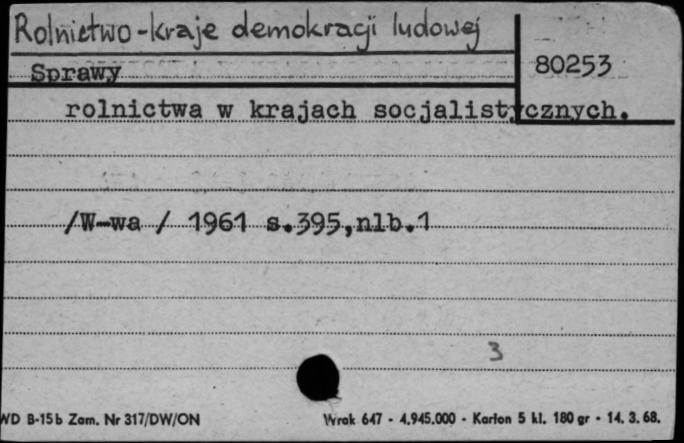 Rolnictwo - kraje demokracji ludowej
80253
Sprawy
rolnictwa w krajach socjalistycznych.
/W-wa / 1961 s.395,nlb.1
3
WD B-15b Zam. Nr 317/DW/ON
Wrak 647 - 4.945.000 - Karton 5 kl. 180 gr - 14. 3. 68.